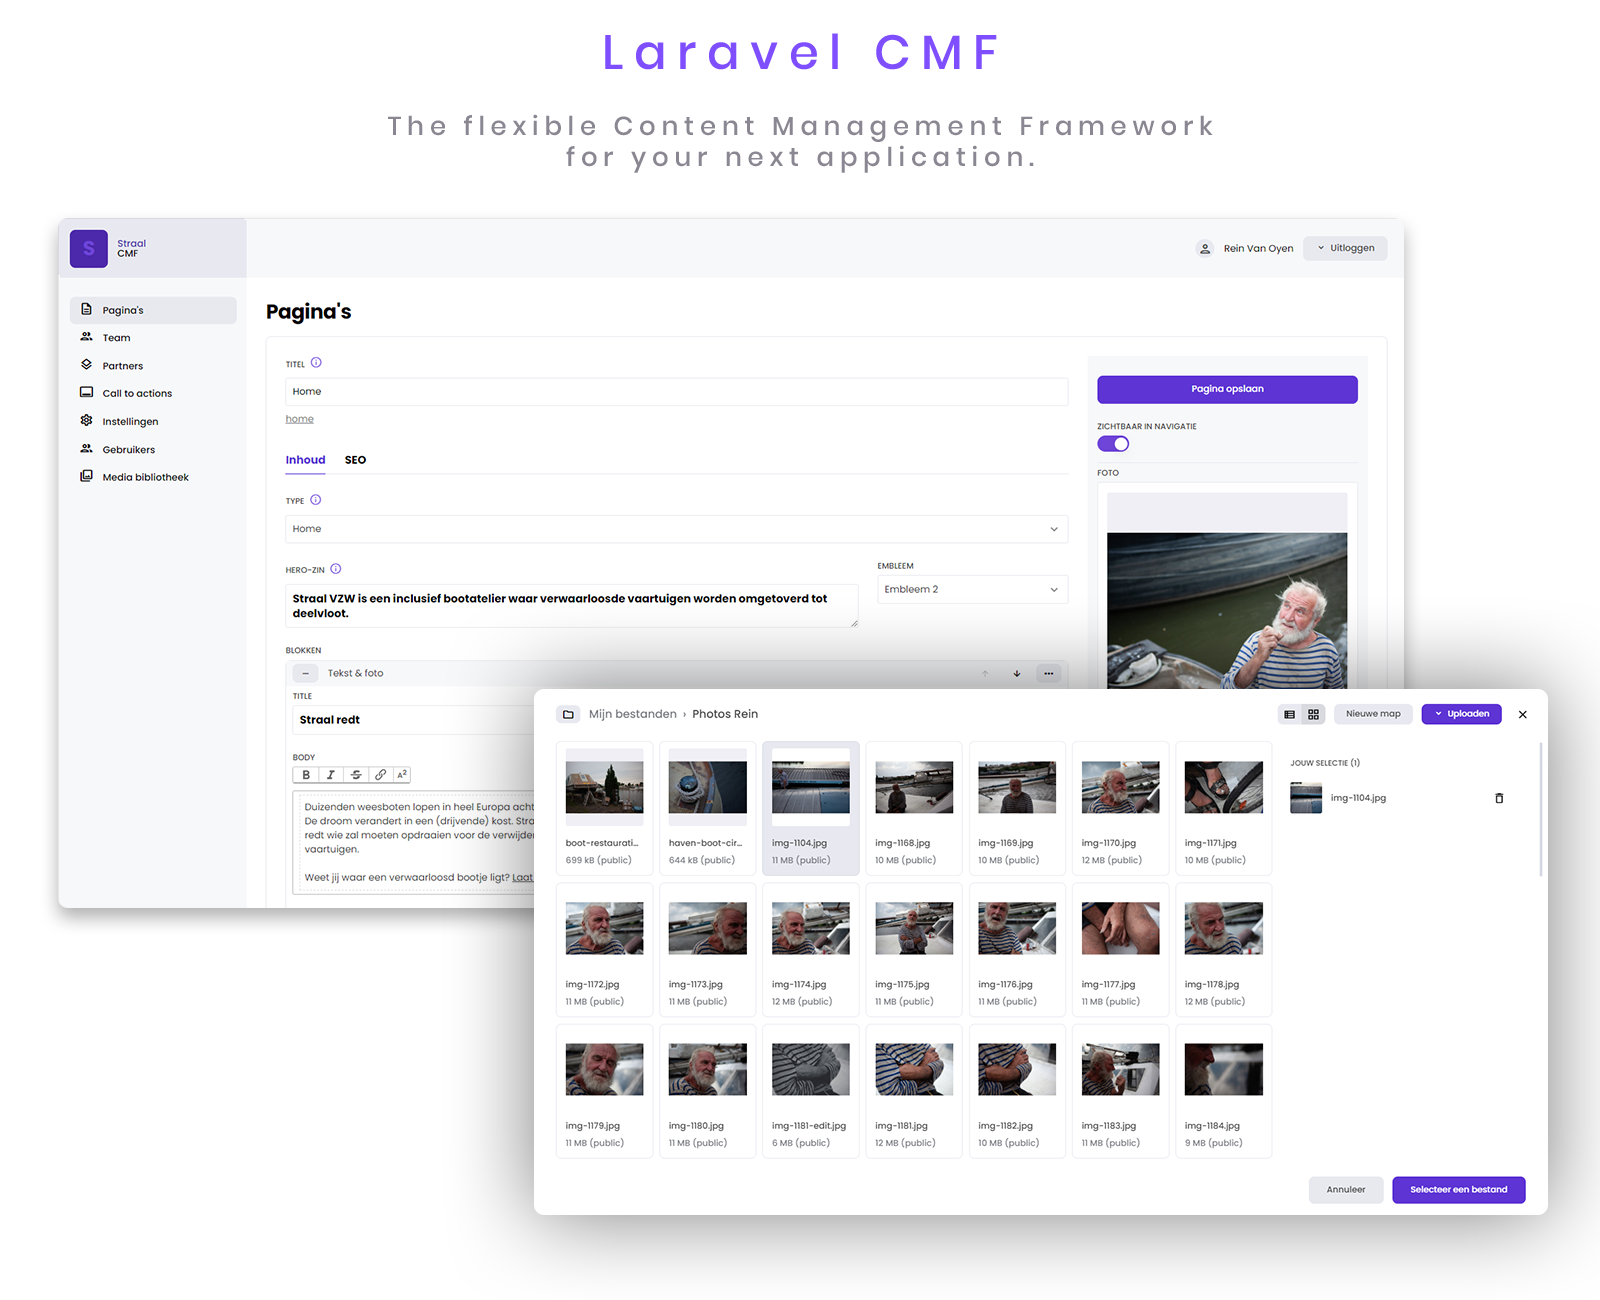 Laravel CMF
The flexible Content Management Framework
for your next application.
S
Straal
CMF
Rein Van Oyen
Uitloggen
Pagina's
Team
Partners
Call to actions
Instellingen
Gebruikers
Media bibliotheek
Pagina's
TITEL
Home
home
Inhoud SEO
TYPE
Home
HERO-ZIN
Straal VZW is een inclusief bootatelier waar verwaarloosde vaartuigen worden omgetoverd tot
deelvloot.
EMBLEEM
Embleem 2
BLOKKEN
Tekst & foto
TITLE
Straal redt
BODY
B I S A²
Duizenden weesboten lopen in heel Europa acht
De droom verandert in een (drijvende) kost. Stra
redt wie zal moeten opdraaien voor de verwijde
vaartuigen.
Weet jij waar een verwaarloosd bootje ligt? Laat
Pagina opslaan
ZICHTBAAR IN NAVIGATIE
FOTO
Mijn bestanden › Photos Rein
Nieuwe map
Uploaden
boot-restaurati... haven-boot-cir... img-1104.jpg img-1168.jpg img-1169.jpg img-1170.jpg img-1171.jpg
699 kB (public) 644 kB (public) 11 MB (public) 10 MB (public) 10 MB (public) 12 MB (public) 10 MB (public)
img-1172.jpg img-1173.jpg img-1174.jpg img-1175.jpg img-1176.jpg img-1177.jpg img-1178.jpg
11 MB (public) 11 MB (public) 12 MB (public) 11 MB (public) 11 MB (public) 11 MB (public) 12 MB (public)
img-1179.jpg img-1180.jpg img-1181-edit.jpg img-1181.jpg img-1182.jpg img-1183.jpg img-1184.jpg
11 MB (public) 11 MB (public) 6 MB (public) 12 MB (public) 10 MB (public) 11 MB (public) 9 MB (public)
JOUW SELECTIE (1)
img-1104.jpg
Annuleer
Selecteer een bestand